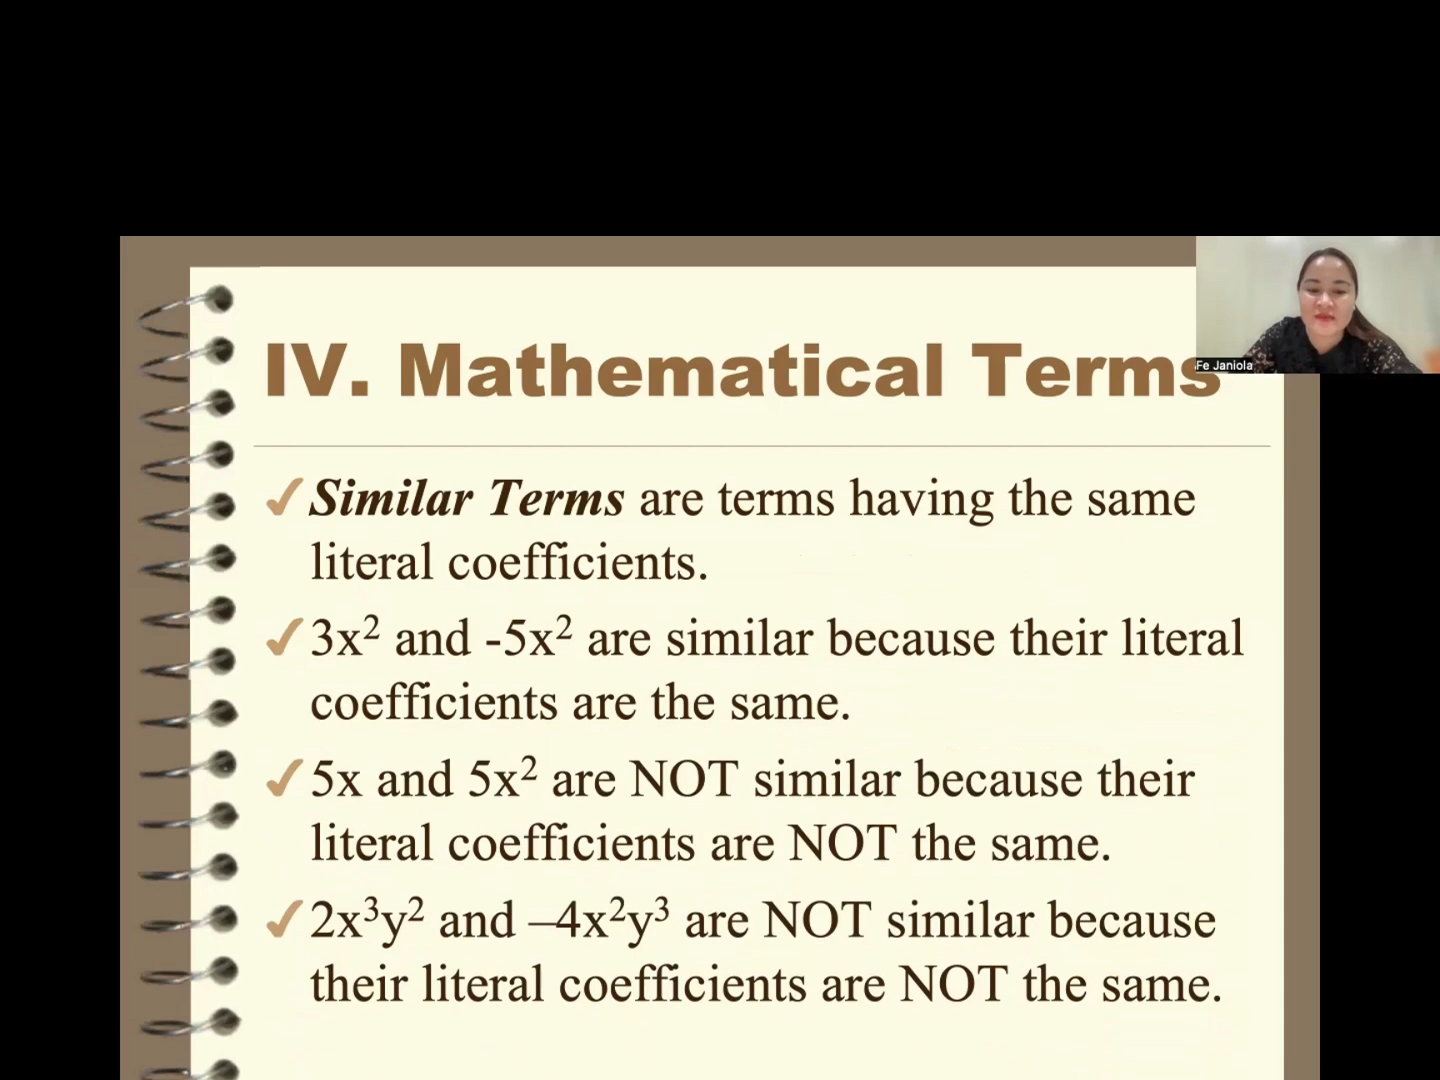 Fe Janiola
IV. Mathematical Terms
✓Similar Terms are terms having the same
literal coefficients.
✓3x² and -5x² are similar because their literal
coefficients are the same.
✓5x and 5x² are NOT similar because their
literal coefficients are NOT the same.
✓2x³y² and –4x²y³ are NOT similar because
their literal coefficients are NOT the same.